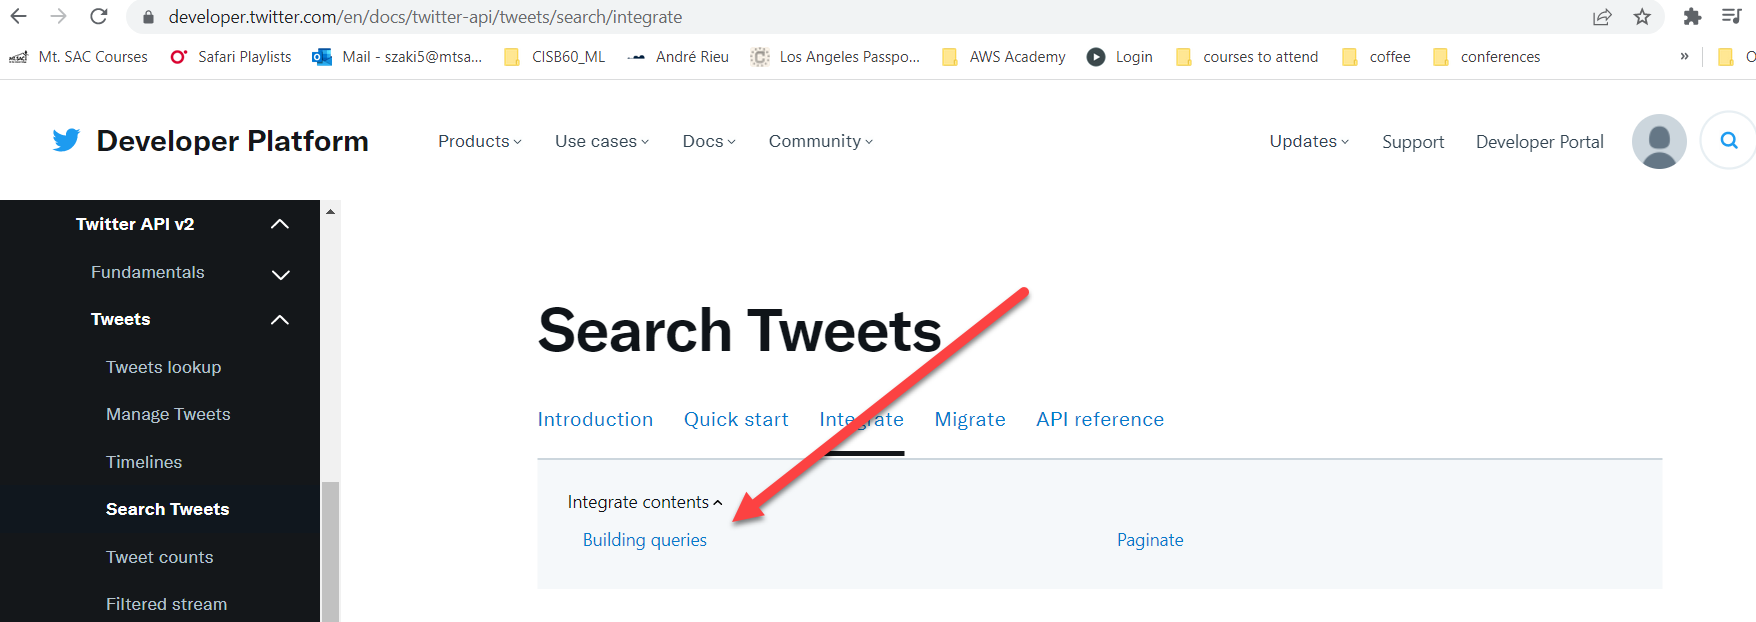 developer.twitter.com/en/docs/twitter-api/tweets/search/integrate
Mt. SAC Courses Safari Playlists Mail - szaki5@mtsa... CISB60_ML André Rieu Los Angeles Passpo... AWS Academy Login courses to attend coffee conferences » O
Developer Platform Products Use cases Docs Community Updates Support Developer Portal
Twitter API v2
Fundamentals
Tweets
Tweets lookup
Manage Tweets
Timelines
Search Tweets
Tweet counts
Filtered stream
Search Tweets
Introduction Quick start Integrate Migrate API reference
Integrate contents
Building queries Paginate